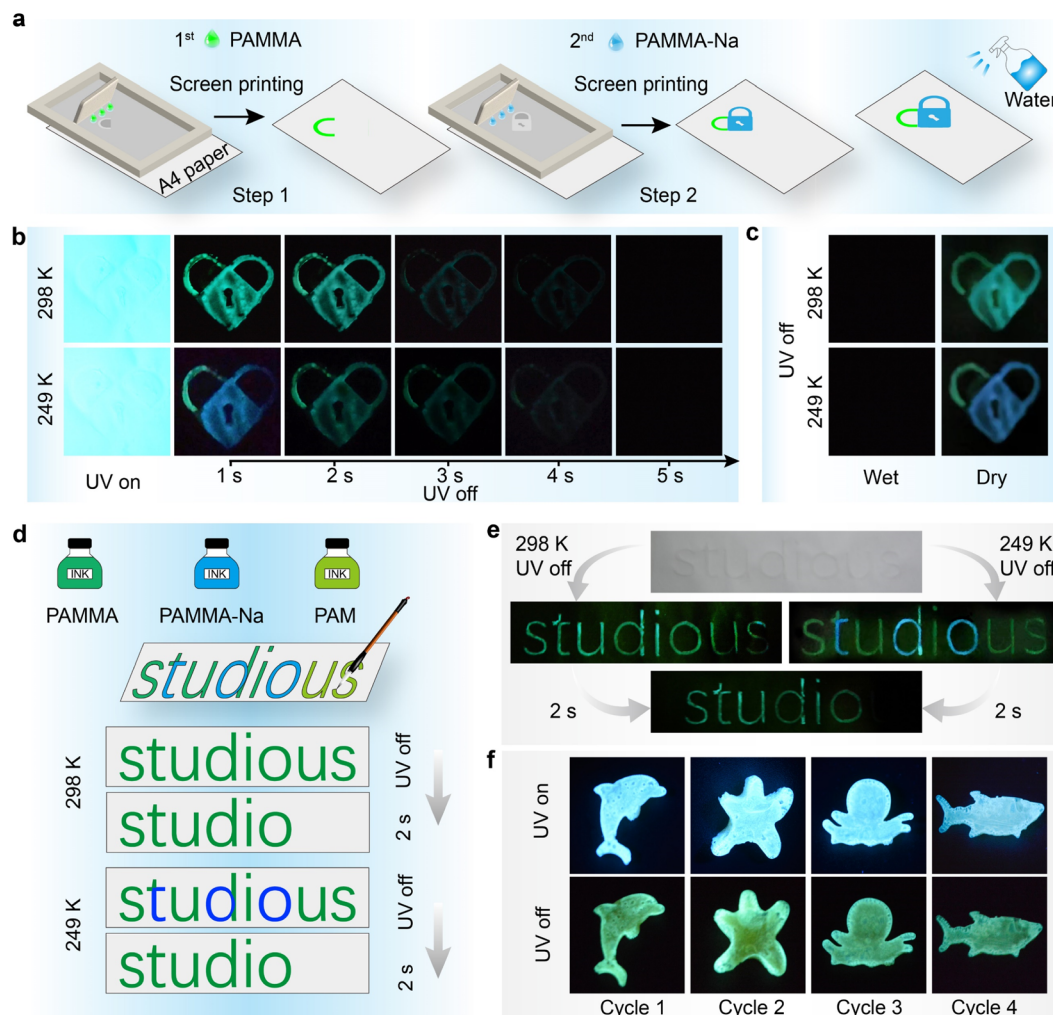 a
1st PAMMA
2nd PAMMA-Na
Screen printing
Screen printing
Water
A4 paper
Step 1
Step 2
b
298 K
249 K
UV on
1 s
2 s
3 s
4 s
5 s
UV off
c
UV off
298 K
249 K
Wet
Dry
d
INK
INK
INK
PAMMA
PAMMA-Na
PAM
studious
298 K
studious
UV off
studio
2 s
249 K
studious
UV off
studio
2 s
e
298 K
UV off
studious
249 K
UV off
studious
studious
2 s
studio
2 s
f
UV on
UV off
Cycle 1
Cycle 2
Cycle 3
Cycle 4